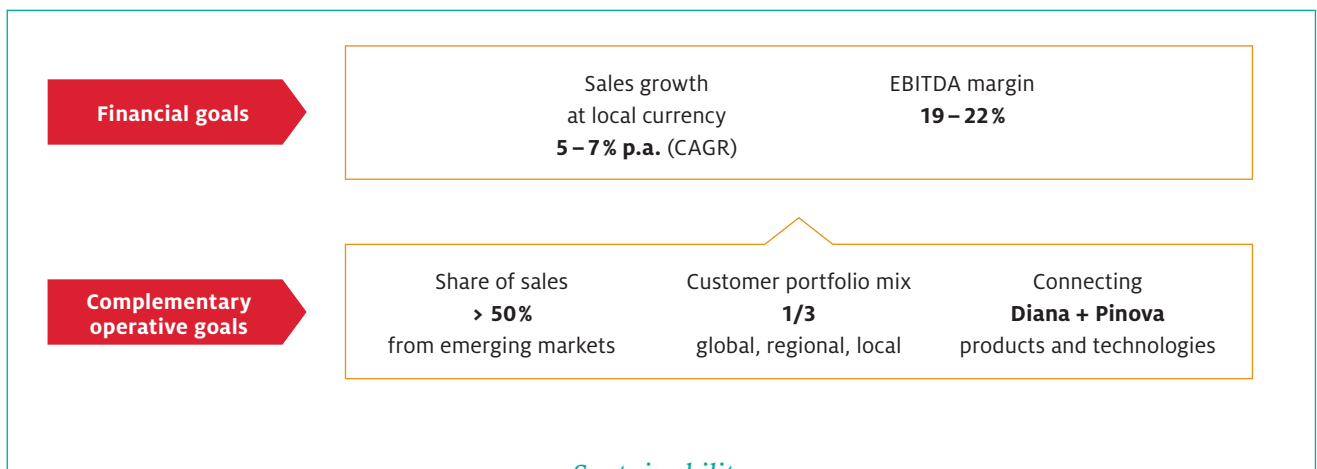 Financial goals
Sales growth
at local currency
5 – 7 % p.a. (CAGR)
EBITDA margin
19 – 22 %
Complementary
operative goals
Share of sales
> 50 %
from emerging markets
Customer portfolio mix
1/3
global, regional, local
Connecting
Diana + Pinova
products and technologies
Sustainability